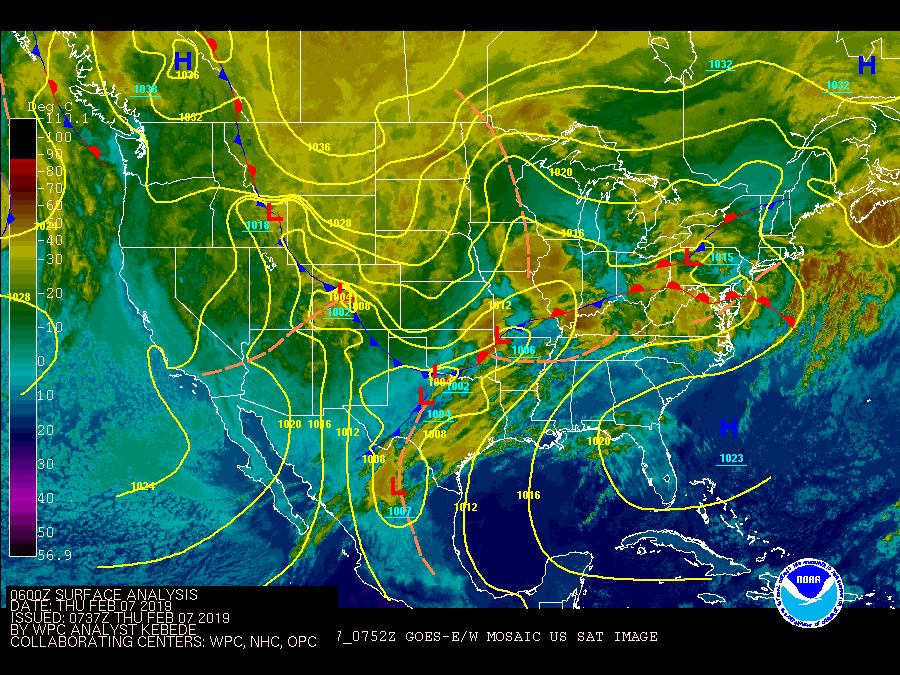 H
1036
1038
1032
1032
H
1032
Deg C
-111.1
-100
-90
-80
-70
-60
-50
-40
-30
-20
-10
0
10
20
30
40
50
56.9
1036
1020
1028
L
1018
1028
1016
L
1015
1028
1004
1008
1002
1012
L
1006
L
1004
1002
L
1004
1020
1016
1012
1008
1020
H
1023
1008
1024
L
1007
1012
1016
NOAA
0600Z SURFACE ANALYSIS
DATE: THU FEB 07 2019
ISSUED: 0737Z THU FEB 07 2019
BY WPC ANALYST KEBEDE
COLLABORATING CENTERS: WPC, NHC, OPC
7_0752Z GOES-E/W MOSAIC US SAT IMAGE